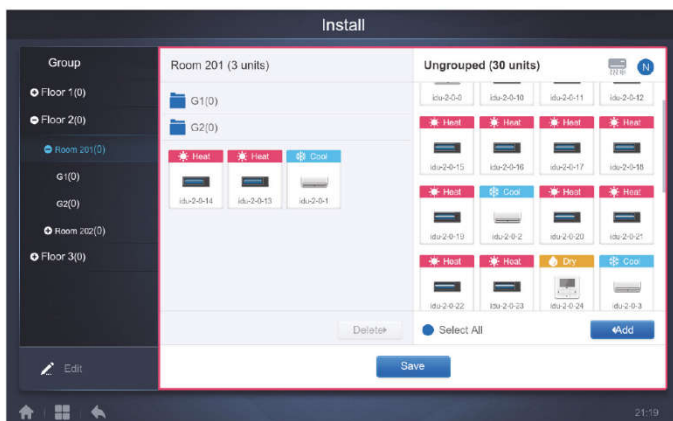 Install
Group
Floor 1(0)
Floor 2(0)
Room 201(0)
G1(0)
G2(0)
Room 202(0)
Floor 3(0)
Edit
Room 201 (3 units)
G1(0)
G2(0)
Heat Heat Cool
idu-2-0-14 idu-2-0-13 idu-2-0-1
Delete
Ungrouped (30 units)
N
idu-2-0-0 idu-2-0-10 idu-2-0-11 idu-2-0-12
Heat Heat Heat Heat
idu-2-0-15 idu-2-0-16 idu-2-0-17 idu-2-0-18
Heat Cool Heat Heat
idu-2-0-19 idu-2-0-2 idu-2-0-20 idu-2-0-21
Heat Heat Dry Cool
idu-2-0-22 idu-2-0-23 idu-2-0-24 idu-2-0-3
Select All
Add
Save
21:19